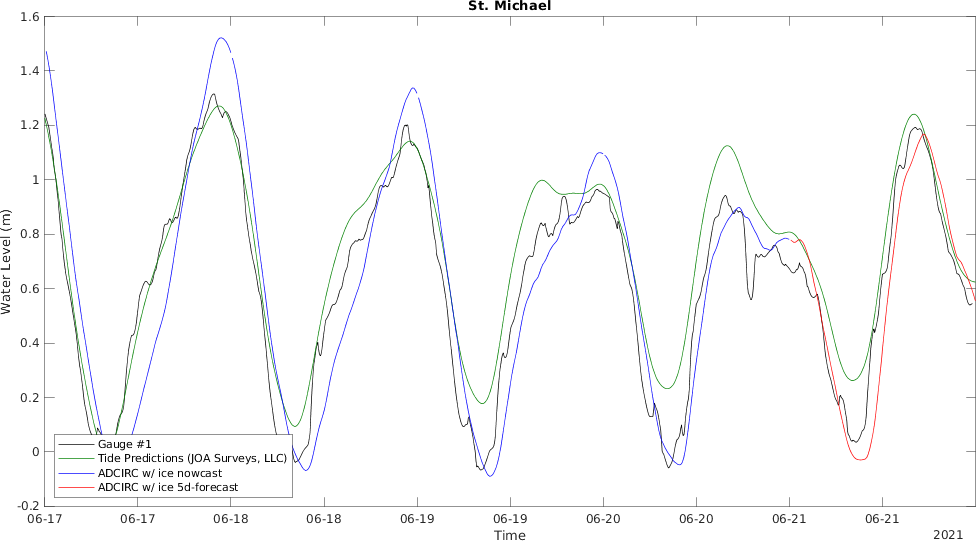 St. Michael
1.6
1.4
1.2
1
0.8
0.6
0.4
0.2
0
-0.2
Water Level (m)
Gauge #1
Tide Predictions (JOA Surveys, LLC)
ADCIRC w/ ice nowcast
ADCIRC w/ ice 5d-forecast
06-17 06-17 06-18 06-18 06-19 06-19 06-20 06-20 06-21 06-21
Time
2021